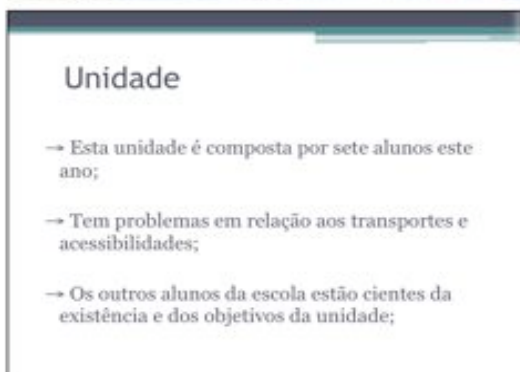 Unidade
→ Esta unidade é composta por sete alunos este
ano;
→ Tem problemas em relação aos transportes e
acessibilidades;
→ Os outros alunos da escola estão cientes da
existência e dos objetivos da unidade;